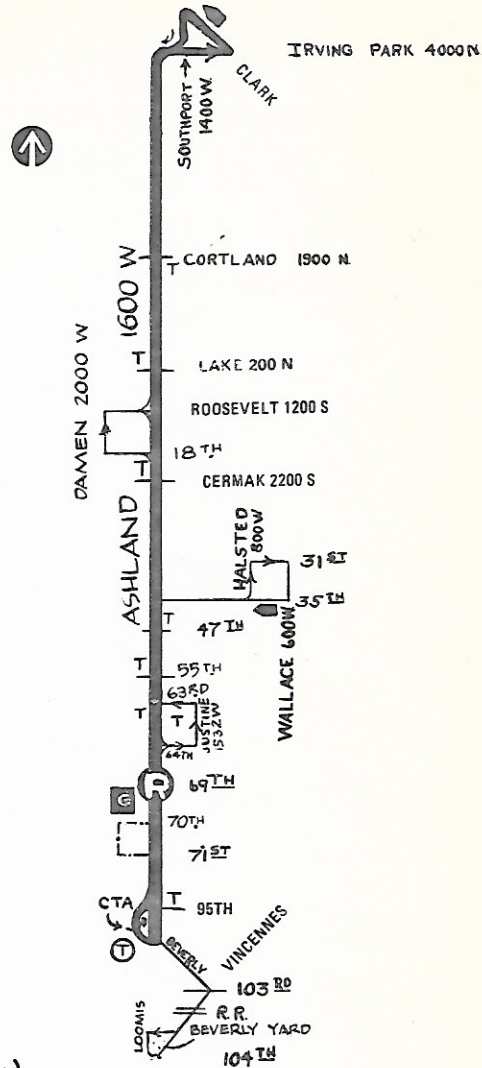 IRVING PARK 4000 N
CLARK
SOUTHPORT
1400 W.
T CORTLAND 1900 N.
1600 W
T
LAKE 200 N
DAMEN 2000 W
ROOSEVELT 1200 S
18TH
T
CERMAK 2200 S
ASHLAND
HALSTED
800W
31ST
35TH
WALLACE 600W
T
47TH
T
55TH
63RD
T
T
JUSTINE
1532 W
64TH
R
69TH
G
70TH
71ST
T
95TH
CTA
T
BEVERLY
VINCENNES
103RD
R.R.
BEVERLY YARD
LOOMIS
104TH